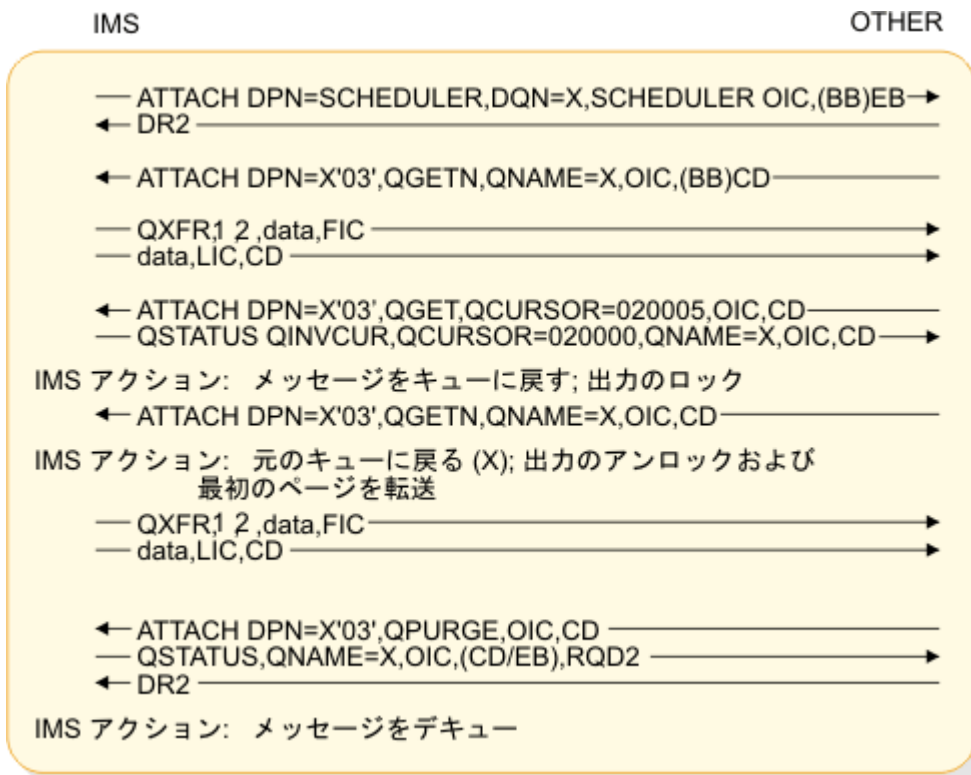 IMS OTHER
ATTACH DPN=SCHEDULER,DQN=X,SCHEDULER OIC,(BB)EB
DR2
ATTACH DPN=X'03',QGETN,QNAME=X,OIC,(BB)CD
QXFR,1 2 ,data,FIC
data,LIC,CD
ATTACH DPN=X'03',QGET,QCURSOR=020005,OIC,CD
QSTATUS QINVCUR,QCURSOR=020000,QNAME=X,OIC,CD
IMS アクション: メッセージをキューに戻す; 出力のロック
ATTACH DPN=X'03',QGETN,QNAME=X,OIC,CD
IMS アクション: 元のキューに戻る (X); 出力のアンロックおよび
最初のページを転送
QXFR,1 2 ,data,FIC
data,LIC,CD
ATTACH DPN=X'03',QPURGE,OIC,CD
QSTATUS,QNAME=X,OIC,(CD/EB),RQD2
DR2
IMS アクション: メッセージをデキュー